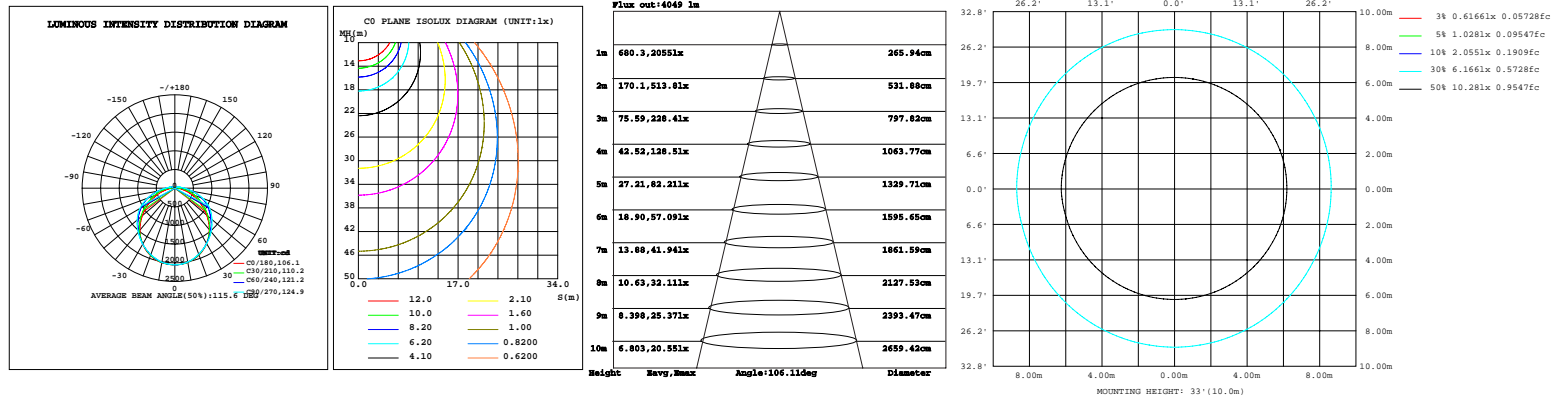 LUMINOUS INTENSITY DISTRIBUTION DIAGRAM
-/+180
-150
150
-120
120
-90
90
-60
60
-30
30
0
0
500
1000
1500
2000
2500
UNIT:cd
C0/180,106.1
C30/210,110.2
C60/240,121.2
C90/270,124.9
AVERAGE BEAM ANGLE(50%):115.6 DEG
C0 PLANE ISOLUX DIAGRAM (UNIT:lx)
MH(m)
10
14
18
22
26
30
34
38
42
46
50
0.0
17.0
34.0
S(m)
12.0
2.10
10.0
1.60
8.20
1.00
6.20
0.8200
4.10
0.6200
Flux out:4049 lm
1m 680.3,2055lx 265.94cm
2m 170.1,513.8lx 531.88cm
3m 75.59,228.4lx 797.82cm
4m 42.52,128.5lx 1063.77cm
5m 27.21,82.21lx 1329.71cm
6m 18.90,57.09lx 1595.65cm
7m 13.88,41.94lx 1861.59cm
8m 10.63,32.11lx 2127.53cm
9m 8.398,25.37lx 2393.47cm
10m 6.803,20.55lx 2659.42cm
Height Eavg,Emax Angle:106.11deg Diameter
26.2' 13.1' 0.0' 13.1' 26.2'
32.8' 10.00m
26.2' 8.00m
19.7' 6.00m
13.1' 4.00m
6.6' 2.00m
0.0' 0.00m
6.6' 2.00m
13.1' 4.00m
19.7' 6.00m
26.2' 8.00m
32.8' 10.00m
8.00m 4.00m 0.00m 4.00m 8.00m
MOUNTING HEIGHT: 33'(10.0m)
3% 0.6166lx 0.05728fc
5% 1.028lx 0.09547fc
10% 2.055lx 0.1909fc
30% 6.166lx 0.5728fc
50% 10.28lx 0.9547fc